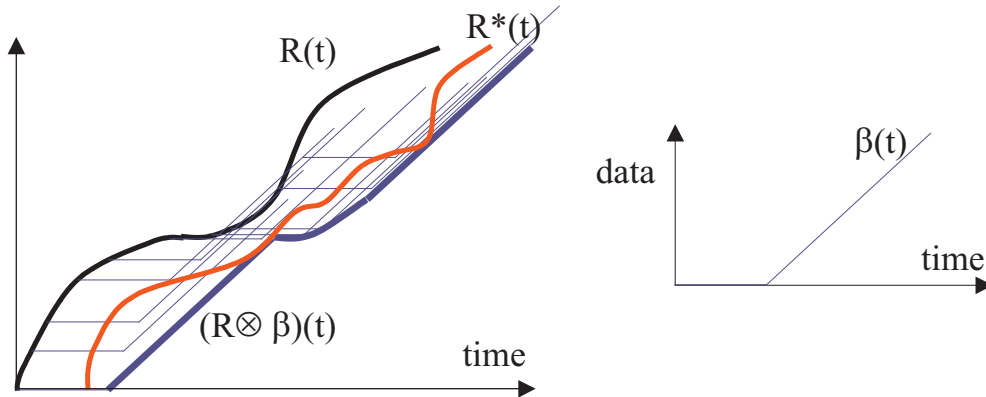 R(t)
R*(t)
(R⊗ β)(t)
time
data
β(t)
time